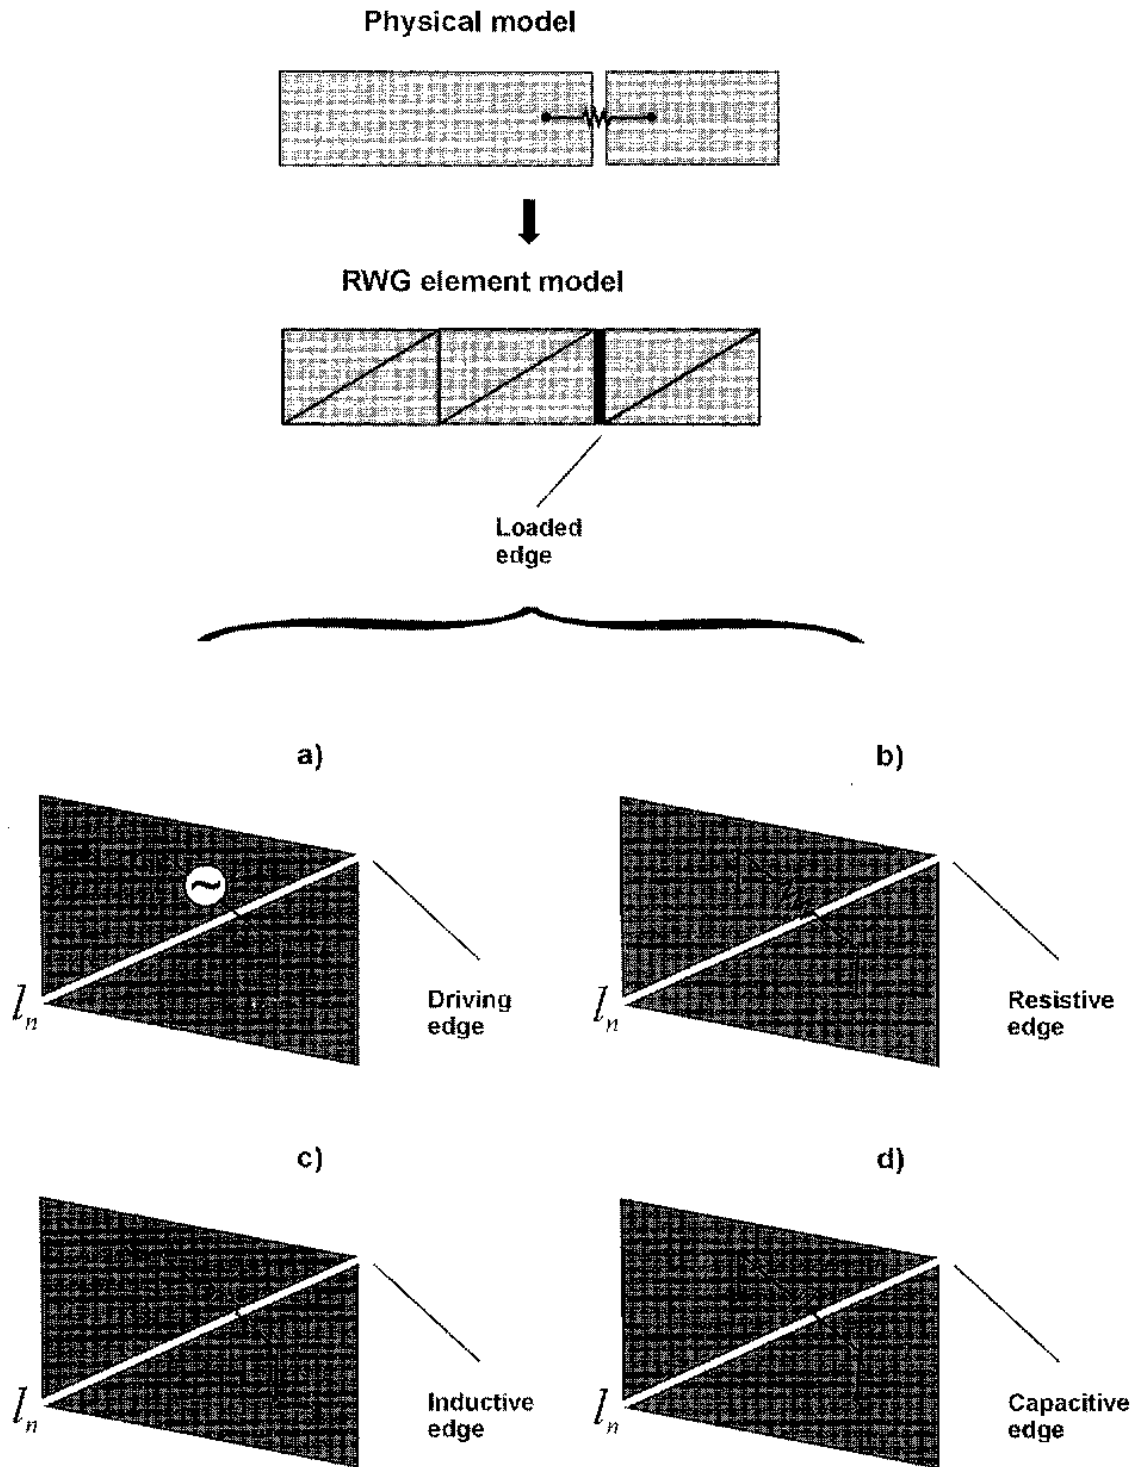 Physical model
RWG element model
Loaded
edge
a)
b)
~
l_n
Driving
edge
l_n
Resistive
edge
c)
d)
l_n
Inductive
edge
l_n
Capacitive
edge